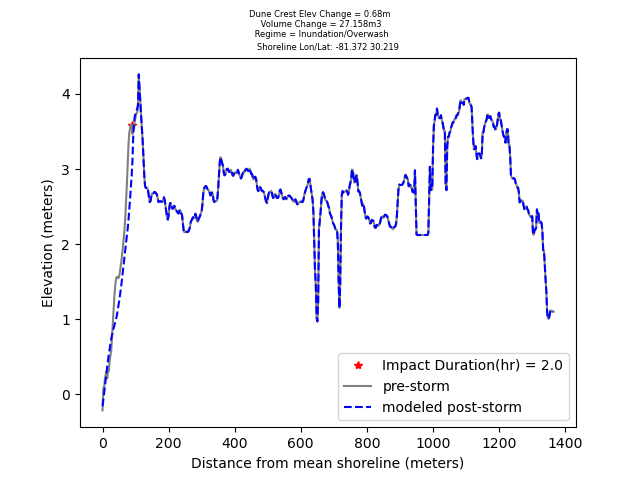 Dune Crest Elev Change = 0.68m
Volume Change = 27.158m3
Regime = Inundation/Overwash
Shoreline Lon/Lat: -81.372 30.219
4
3
2
1
0
Elevation (meters)
Impact Duration(hr) = 2.0
pre-storm
modeled post-storm
0 200 400 600 800 1000 1200 1400
Distance from mean shoreline (meters)